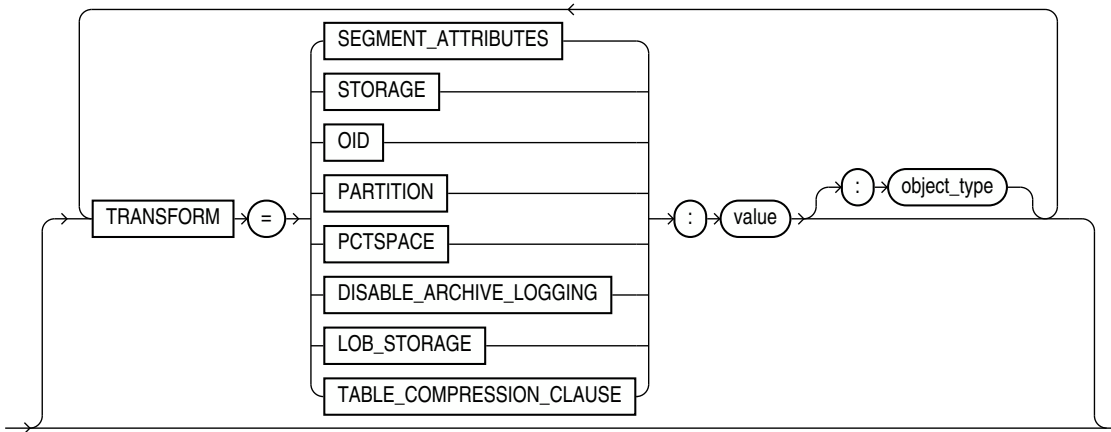 SEGMENT_ATTRIBUTES
STORAGE
OID
PARTITION
TRANSFORM = : value : object_type
PCTSPACE
DISABLE_ARCHIVE_LOGGING
LOB_STORAGE
TABLE_COMPRESSION_CLAUSE